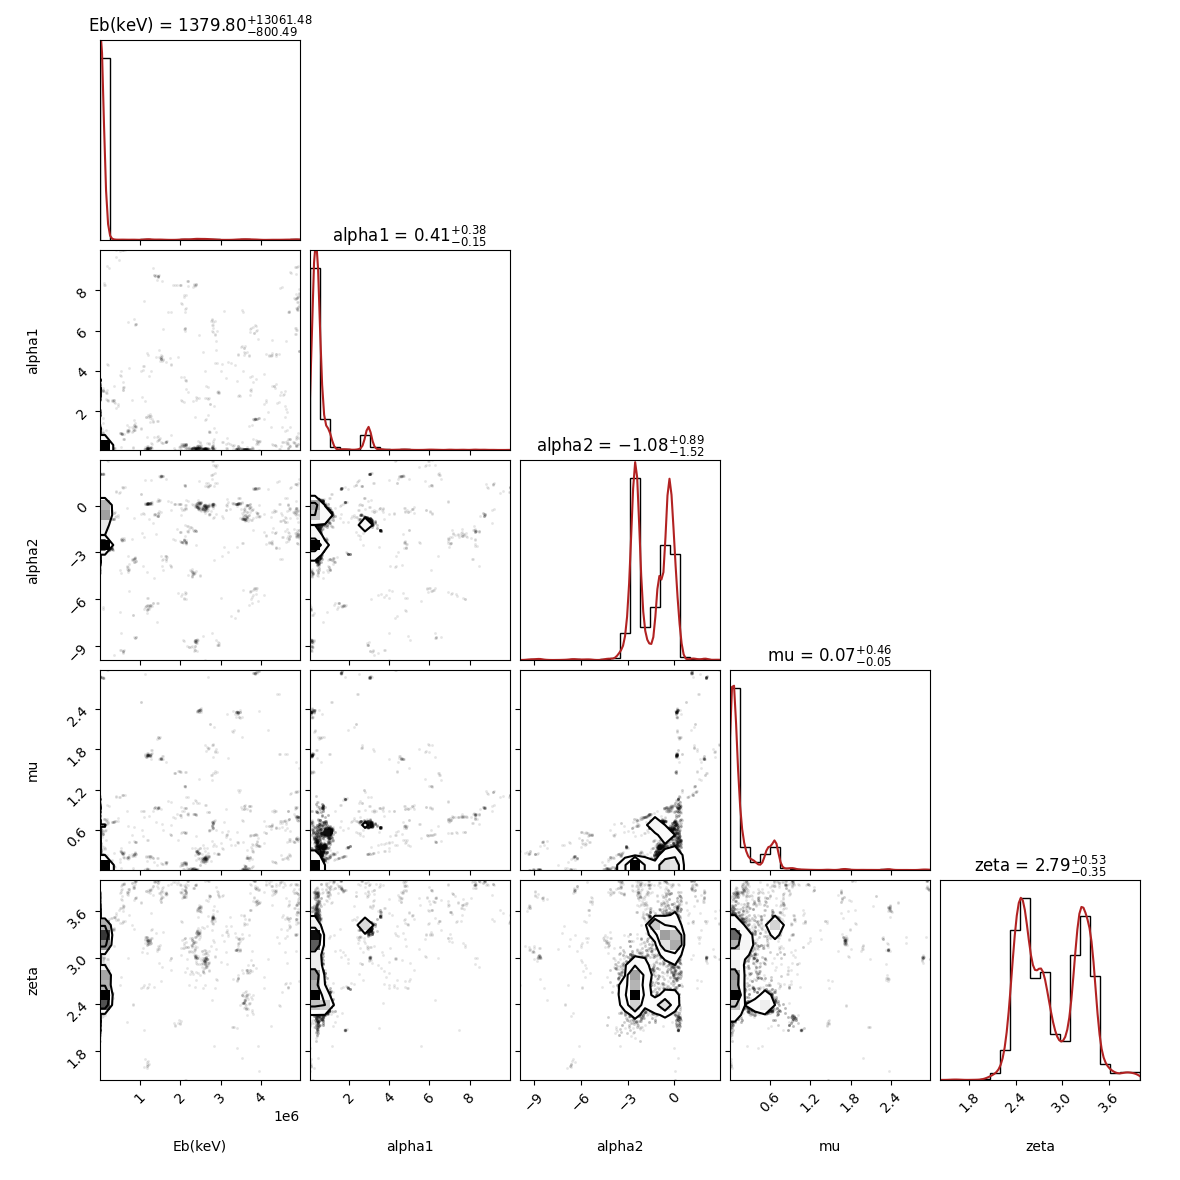 Eb(keV) = 1379.80 +13061.48 −800.49
alpha1 = 0.41 +0.38 −0.15
8
6
4
2
alpha1
alpha2 = −1.08 +0.89 −1.52
0
−3
−6
−9
alpha2
mu = 0.07 +0.46 −0.05
2.4
1.8
1.2
0.6
mu
zeta = 2.79 +0.53 −0.35
3.6
3.0
2.4
1.8
zeta
1 2 3 4
1e6
Eb(keV)
2 4 6 8
alpha1
−9 −6 −3 0
alpha2
0.6 1.2 1.8 2.4
mu
1.8 2.4 3.0 3.6
zeta